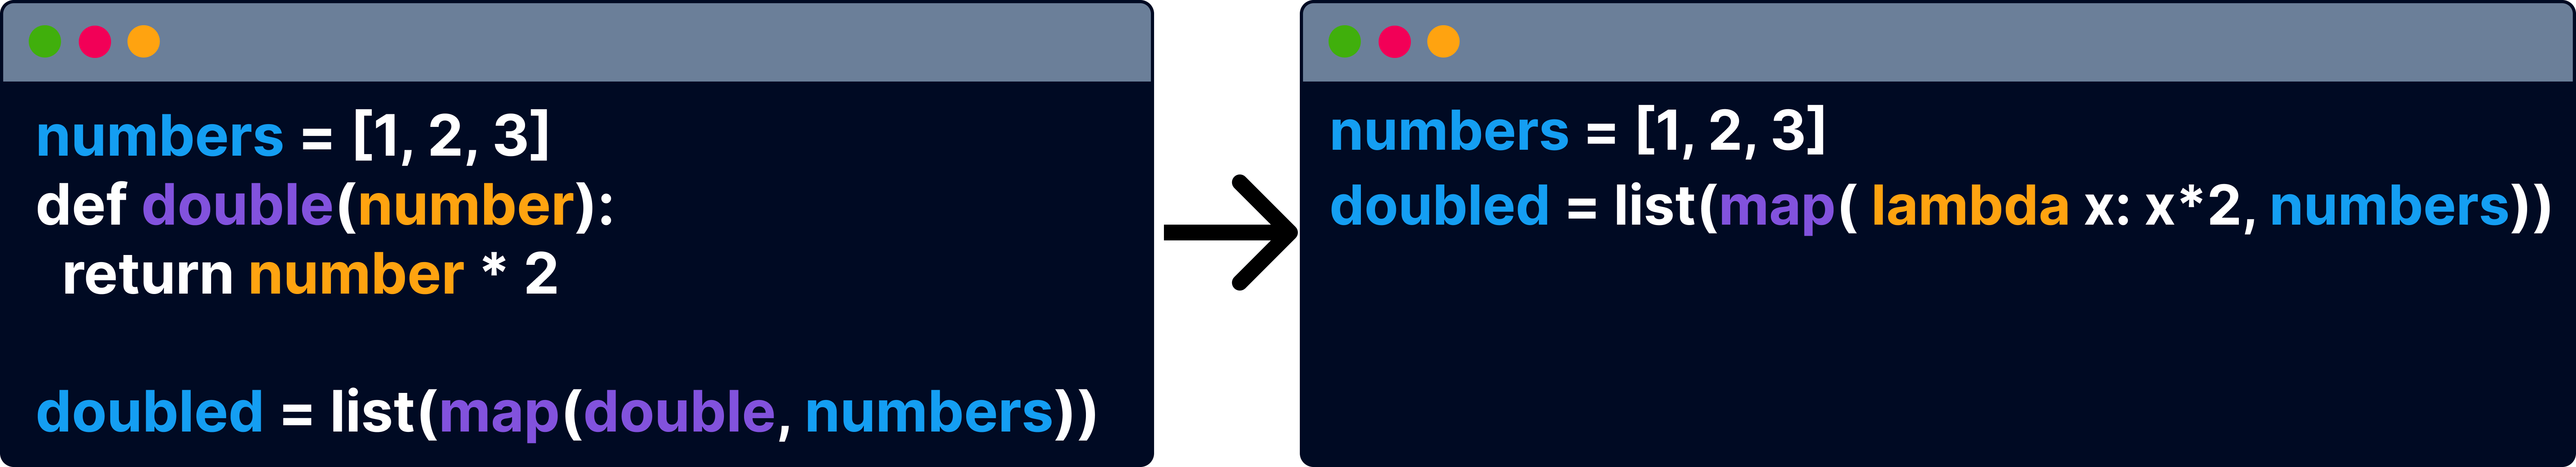 numbers = [1, 2, 3]
def double(number):
  return number * 2
doubled = list(map(double, numbers))
numbers = [1, 2, 3]
doubled = list(map( lambda x: x*2, numbers))